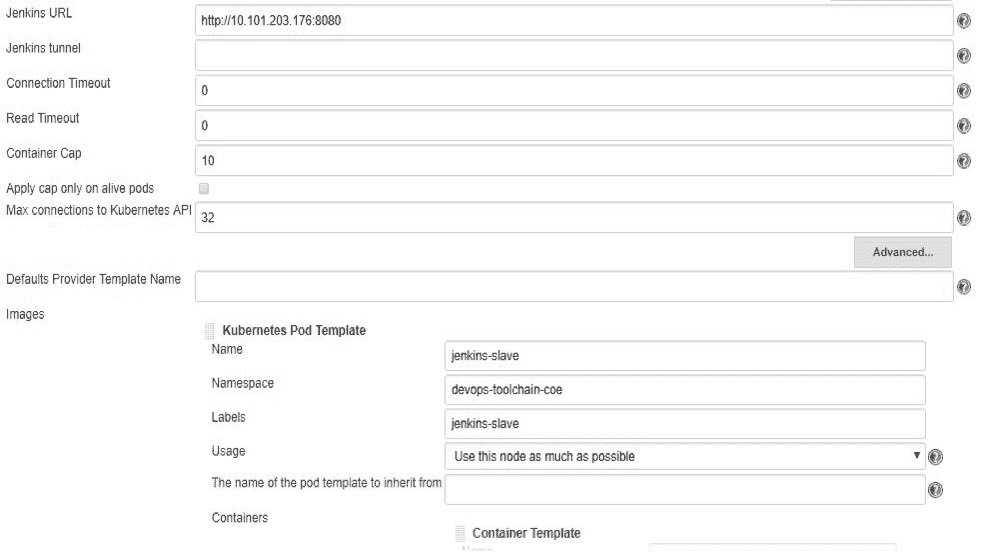 Jenkins URL
http://10.101.203.176:8080
Jenkins tunnel
Connection Timeout
0
Read Timeout
0
Container Cap
10
Apply cap only on alive pods
Max connections to Kubernetes API
32
Advanced...
Defaults Provider Template Name
Images
Kubernetes Pod Template
Name
jenkins-slave
Namespace
devops-toolchain-coe
Labels
jenkins-slave
Usage
Use this node as much as possible
The name of the pod template to inherit from
Containers
Container Template